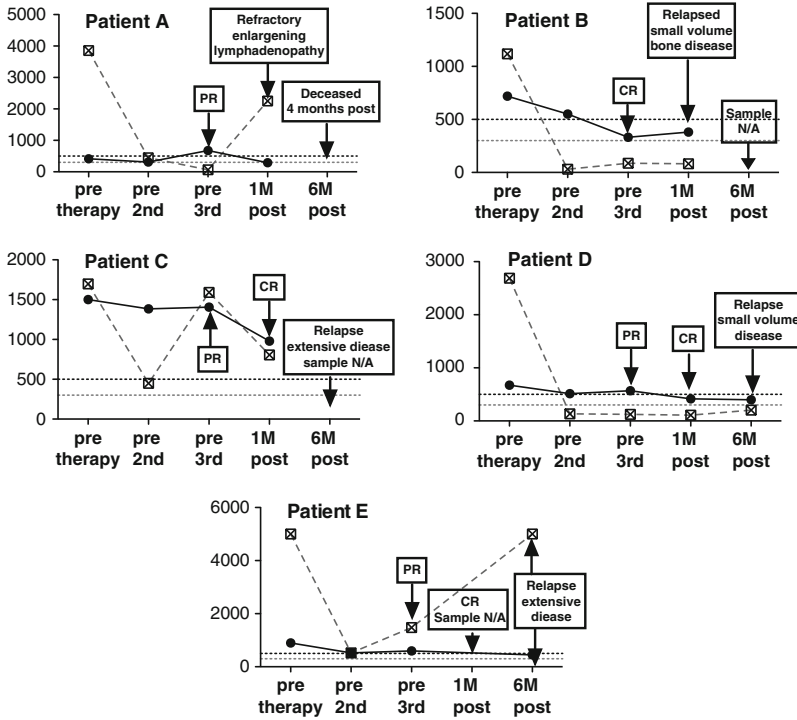 Patient A
5000
4000
3000
2000
1000
0
PR
Refractory
enlargening
lymphadenopathy
Deceased
4 months post
pre pre pre 1M 6M
therapy 2nd 3rd post post
Patient B
1500
1000
500
0
CR
Relapsed
small volume
bone disease
Sample
N/A
pre pre pre 1M 6M
therapy 2nd 3rd post post
Patient C
2000
1500
1000
500
0
PR
CR
Relapse
extensive disease
sample N/A
pre pre pre 1M 6M
therapy 2nd 3rd post post
Patient D
3000
2000
1000
0
PR
CR
Relapse
small volume
disease
pre pre pre 1M 6M
therapy 2nd 3rd post post
Patient E
6000
4000
2000
0
PR
CR
Sample N/A
Relapse
extensive
diease
pre pre pre 1M 6M
therapy 2nd 3rd post post